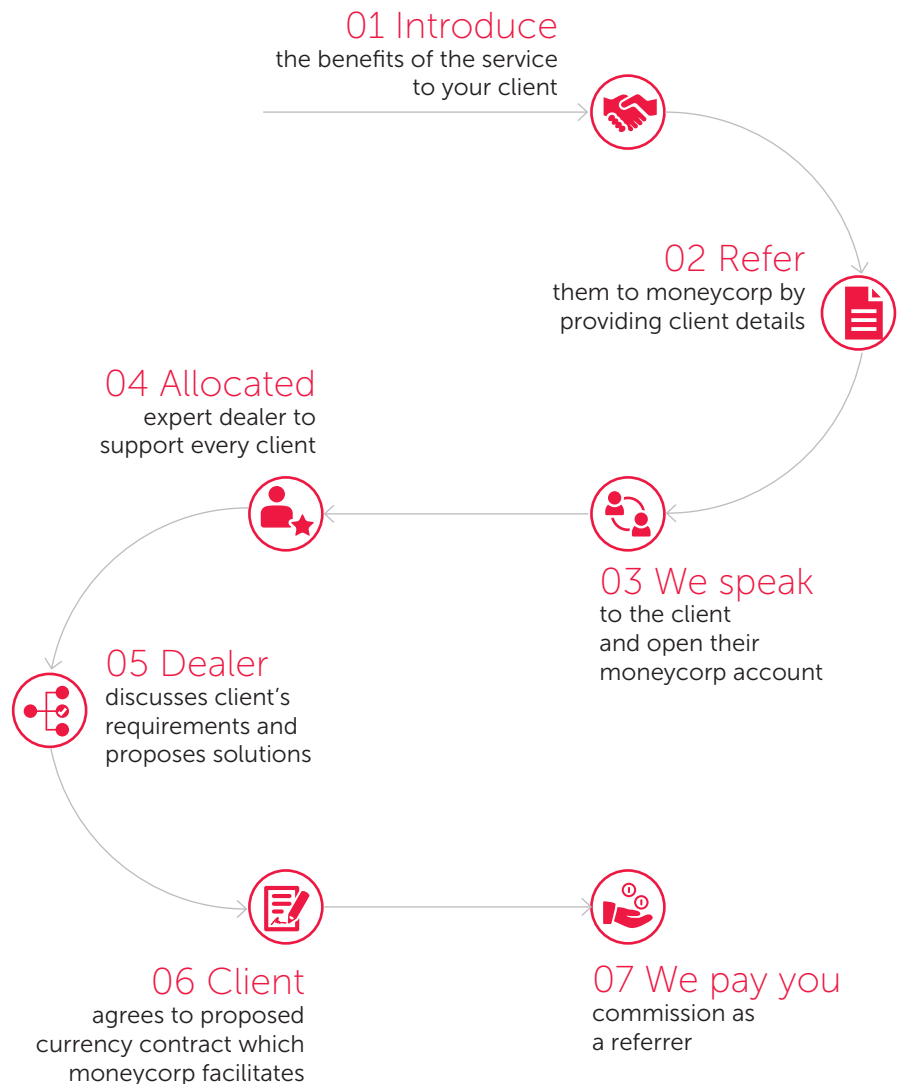 01 Introduce
the benefits of the service
to your client
02 Refer
them to moneycorp by
providing client details
03 We speak
to the client
and open their
moneycorp account
04 Allocated
expert dealer to
support every client
05 Dealer
discusses client’s
requirements and
proposes solutions
06 Client
agrees to proposed
currency contract which
moneycorp facilitates
07 We pay you
commission as
a referrer